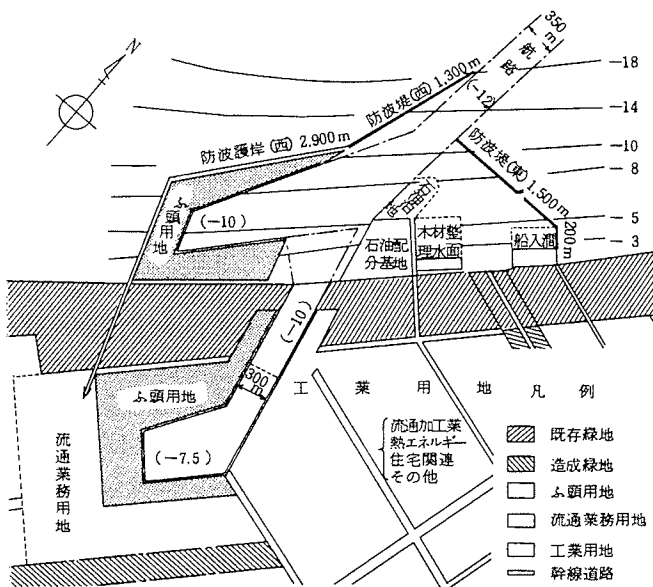 N
350m
航路
(-12)
-18
-14
-10
-8
-5
-3
防波堤(西)1,300m
防波護岸(西)2,900m
防波堤(東)1,500m
200m
ふ頭用地
(-10)
石油配
分基地
木材整
理水面
船入澗
(-10)
300m
ふ頭用地
(-7.5)
流通業務用地
工業用地
流通加工業
熱エネルギー
住宅関連
その他
凡例
既存緑地
造成緑地
ふ頭用地
流通業務用地
工業用地
幹線道路